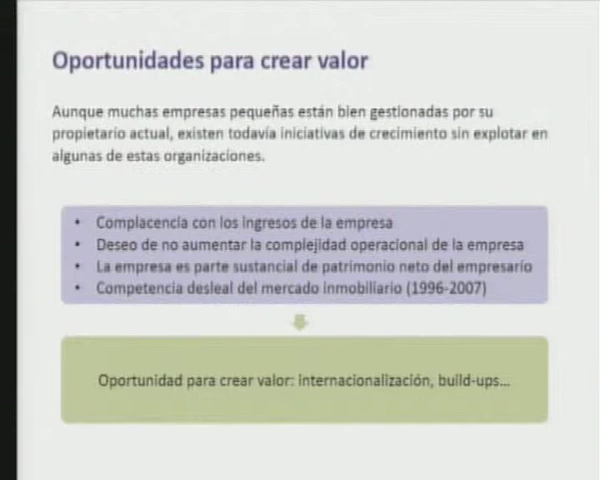 Oportunidades para crear valor
Aunque muchas empresas pequeñas están bien gestionadas por su
propietario actual, existen todavía iniciativas de crecimiento sin explotar en
algunas de estas organizaciones.
• Complacencia con los ingresos de la empresa
• Deseo de no aumentar la complejidad operacional de la empresa
• La empresa es parte sustancial de patrimonio neto del empresario
• Competencia desleal del mercado inmobiliario (1996-2007)
Oportunidad para crear valor: internacionalización, build-ups...